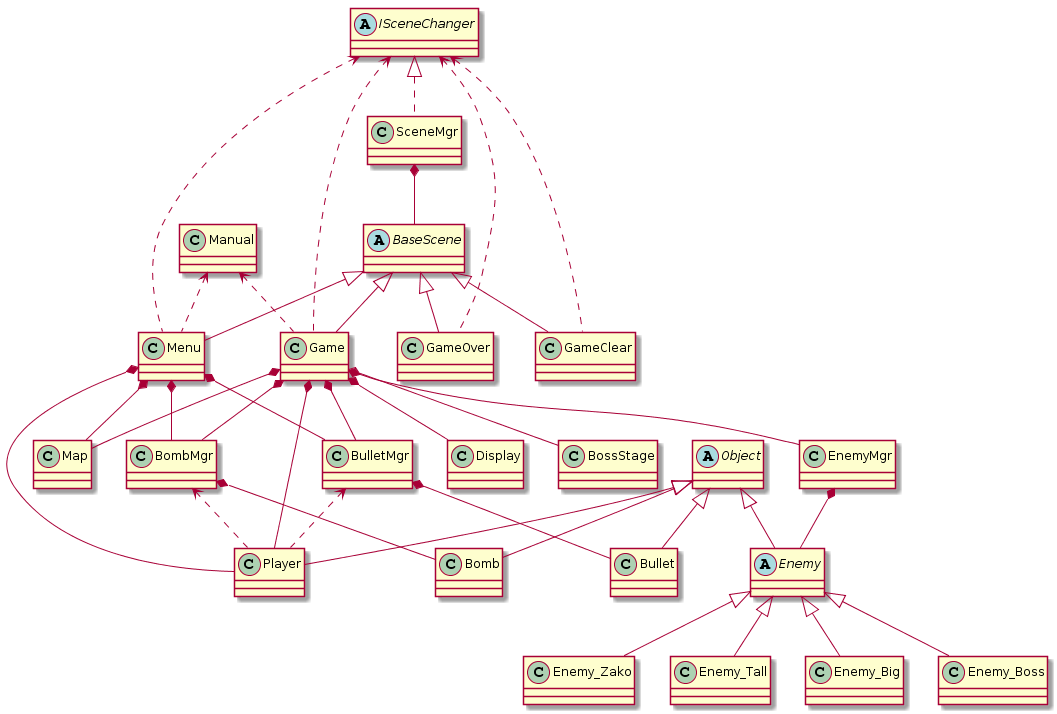 A ISceneChanger
C SceneMgr
C Manual
A BaseScene
C Menu
C Game
C GameOver
C GameClear
C Map
C BombMgr
C BulletMgr
C Display
C BossStage
A Object
C EnemyMgr
C Player
C Bomb
C Bullet
A Enemy
C Enemy_Zako
C Enemy_Tall
C Enemy_Big
C Enemy_Boss